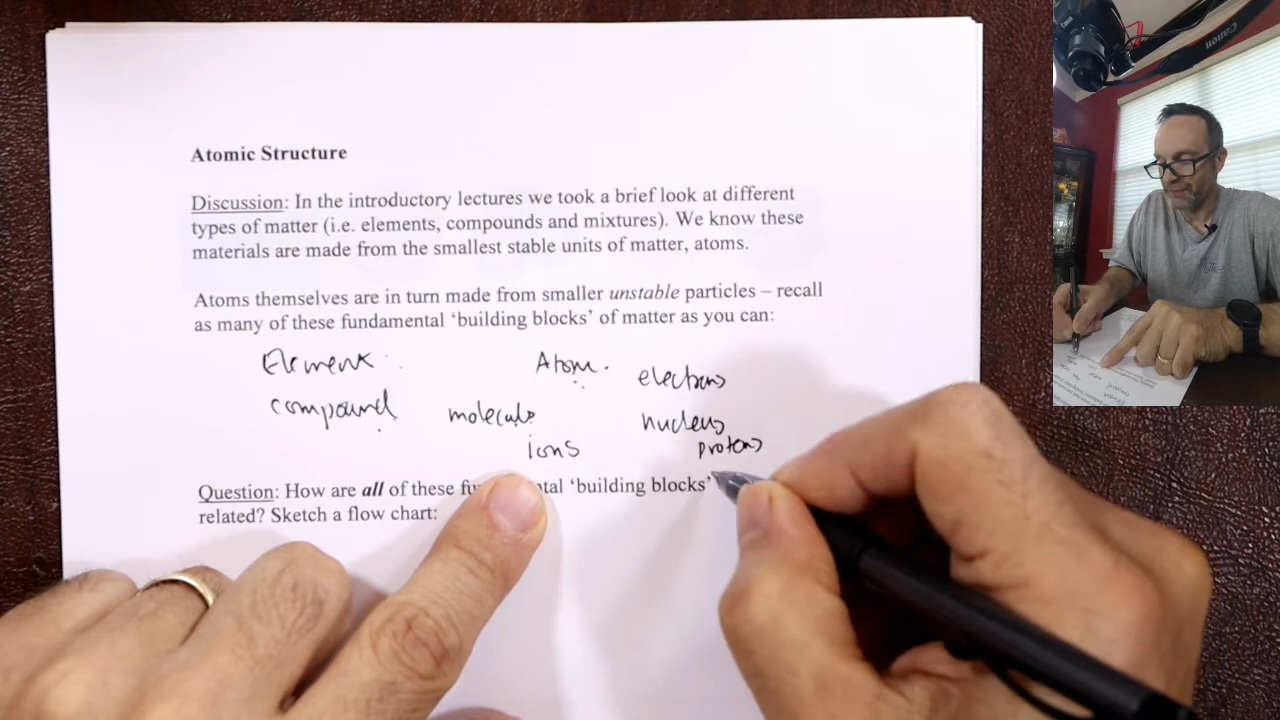 Atomic Structure
Discussion: In the introductory lectures we took a brief look at different
types of matter (i.e. elements, compounds and mixtures). We know these
materials are made from the smallest stable units of matter, atoms.
Atoms themselves are in turn made from smaller unstable particles – recall
as many of these fundamental ‘building blocks’ of matter as you can:
Element Atom. electrons
compound molecule nucleus
ions protons
Question: How are all of these ‘building blocks’
related? Sketch a flow chart:
Canon
Canon